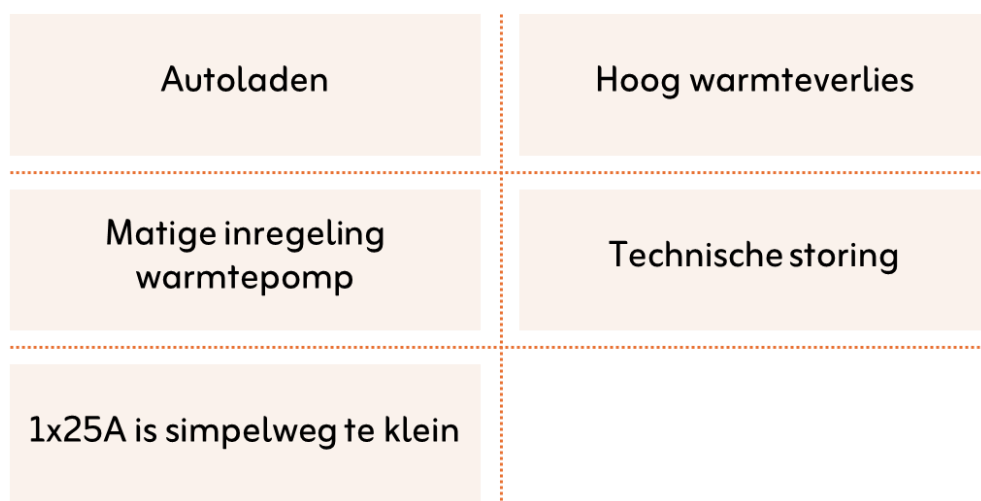 Autoladen
Hoog warmteverlies
Matige inregeling
warmtepomp
Technische storing
1x25A is simpelweg te klein